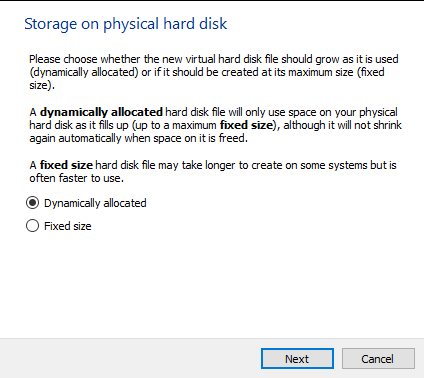 Storage on physical hard disk
Please choose whether the new virtual hard disk file should grow as it is used
(dynamically allocated) or if it should be created at its maximum size (fixed
size).
A dynamically allocated hard disk file will only use space on your physical
hard disk as it fills up (up to a maximum fixed size), although it will not shrink
again automatically when space on it is freed.
A fixed size hard disk file may take longer to create on some systems but is
often faster to use.
Dynamically allocated
Fixed size
Next Cancel